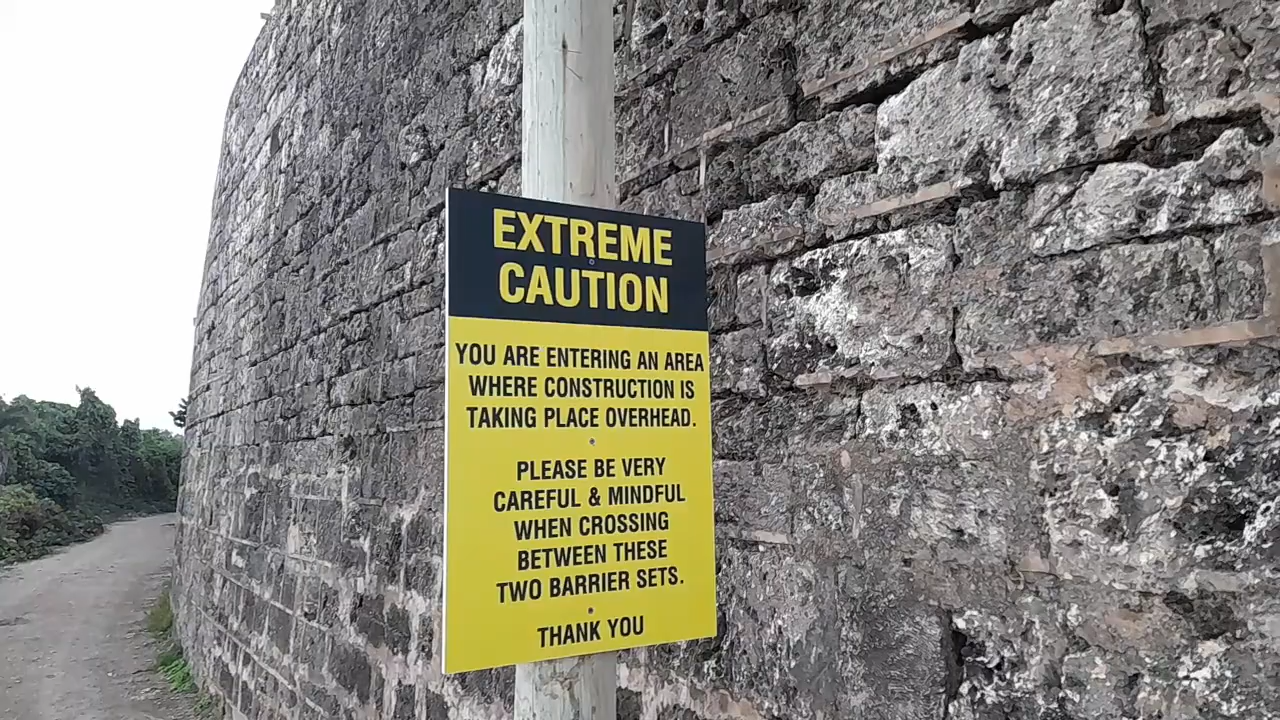 EXTREME
CAUTION
YOU ARE ENTERING AN AREA
WHERE CONSTRUCTION IS
TAKING PLACE OVERHEAD.
PLEASE BE VERY
CAREFUL & MINDFUL
WHEN CROSSING
BETWEEN THESE
TWO BARRIER SETS.
THANK YOU